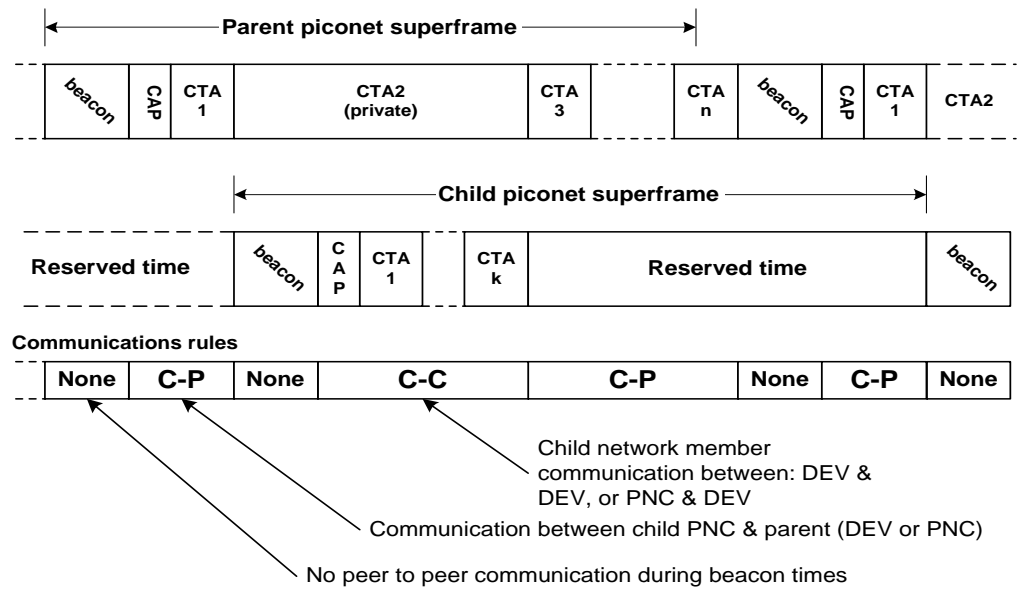 Parent piconet superframe
beacon CAP CTA 1 CTA2 (private) CTA 3 CTA n beacon CAP CTA 1 CTA2
Child piconet superframe
Reserved time beacon CAP CTA 1 CTA k Reserved time beacon
Communications rules
None C-P None C-C C-P None C-P None
Child network member
communication between: DEV &
DEV, or PNC & DEV
Communication between child PNC & parent (DEV or PNC)
No peer to peer communication during beacon times